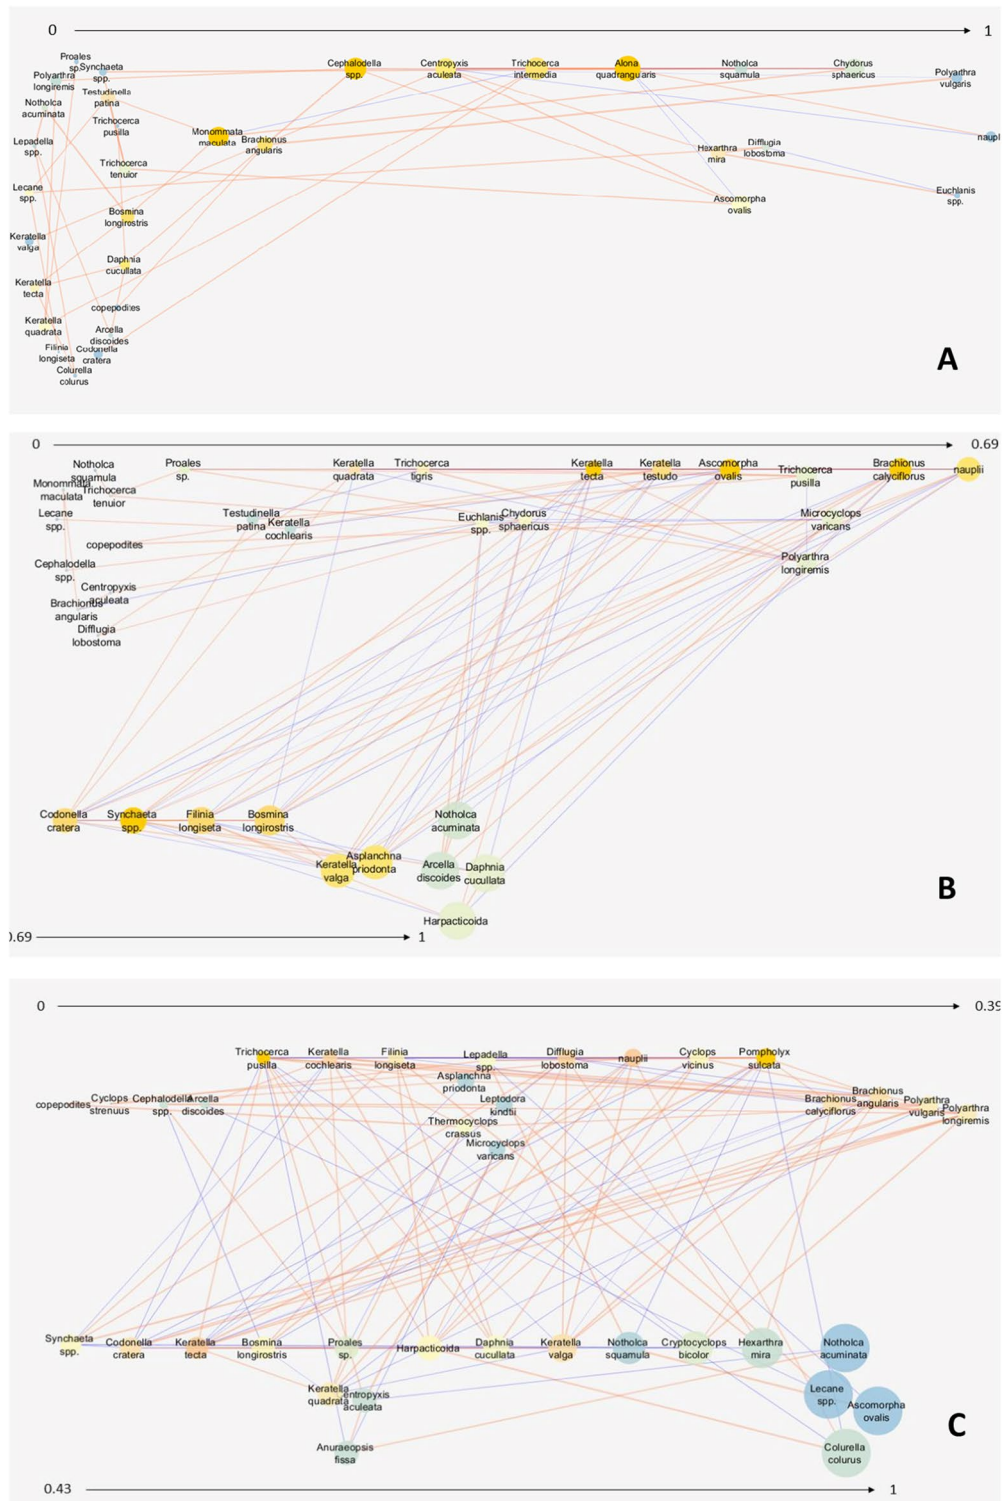 0
1
Proales
sp.
Synchaeta
spp.
Polyarthra
longiremis
Cephalodella
spp.
Centropyxis
aculeata
Trichocerca
intermedia
Alona
quadrangularis
Notholca
squamula
Chydorus
sphaericus
Polyarthra
vulgaris
Testudinella
patina
Notholca
acuminata
Trichocerca
pusilla
Monommata
maculata
Brachionus
angularis
Lepadella
spp.
naupl
Hexarthra
mira
Difflugia
lobostoma
Trichocerca
tenuior
Lecane
spp.
Euchlanis
spp.
Ascomorpha
ovalis
Bosmina
longirostris
Keratella
valga
Daphnia
cucullata
Keratella
tecta
copepodites
Keratella
quadrata
Arcella
discoides
Filinia
longiseta
Codonella
cratera
Colurella
colurus
A
0
0.69
Notholca
squamula
Proales
sp.
Keratella
quadrata
Trichocerca
tigris
Keratella
tecta
Keratella
testudo
Ascomorpha
ovalis
Trichocerca
pusilla
Brachionus
calyciflorus
nauplii
Monommata
maculata
Trichocerca
tenuior
Lecane
spp.
Testudinella
patina
Keratella
cochlearis
Euchlanis
spp.
Chydorus
sphaericus
Microcyclops
varicans
copepodites
Polyarthra
longiremis
Cephalodella
spp.
Centropyxis
aculeata
Brachionus
angularis
Difflugia
lobostoma
Codonella
cratera
Synchaeta
spp.
Filinia
longiseta
Bosmina
longirostris
Notholca
acuminata
Keratella
valga
Asplanchna
priodonta
Arcella
discoides
Daphnia
cucullata
Harpacticoida
B
0.69
1
0
0.39
Trichocerca
pusilla
Keratella
cochlearis
Filinia
longiseta
Lepadella
spp.
Difflugia
lobostoma
nauplii
Cyclops
vicinus
Pompholyx
sulcata
Asplanchna
priodonta
copepodites
Cyclops
strenuus
Cephalodella
spp.
Arcella
discoides
Leptodora
kindtii
Brachionus
calyciflorus
Brachionus
angularis
Polyarthra
vulgaris
Polyarthra
longiremis
Thermocyclops
crassus
Microcyclops
varicans
Synchaeta
spp.
Codonella
cratera
Keratella
tecta
Bosmina
longirostris
Proales
sp.
Harpacticoida
Daphnia
cucullata
Keratella
valga
Notholca
squamula
Cryptocyclops
bicolor
Hexarthra
mira
Notholca
acuminata
Keratella
quadrata
entropyxis
aculeata
Lecane
spp.
Ascomorpha
ovalis
Anuraeopsis
fissa
Colurella
colurus
C
0.43
1